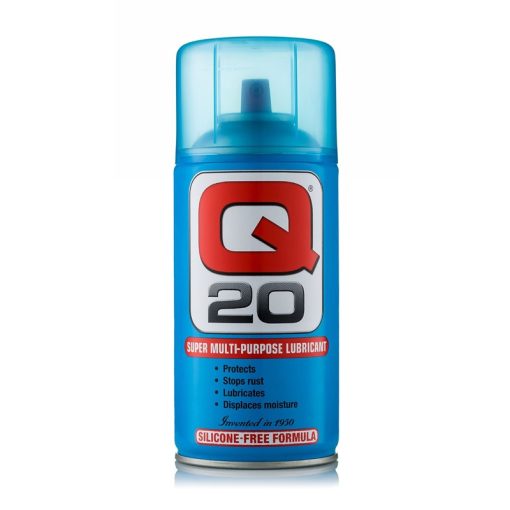 Q®
20
SUPER MULTI-PURPOSE LUBRICANT
• Protects
• Stops rust
• Lubricates
• Displaces moisture
Invented in 1950
SILICONE-FREE FORMULA